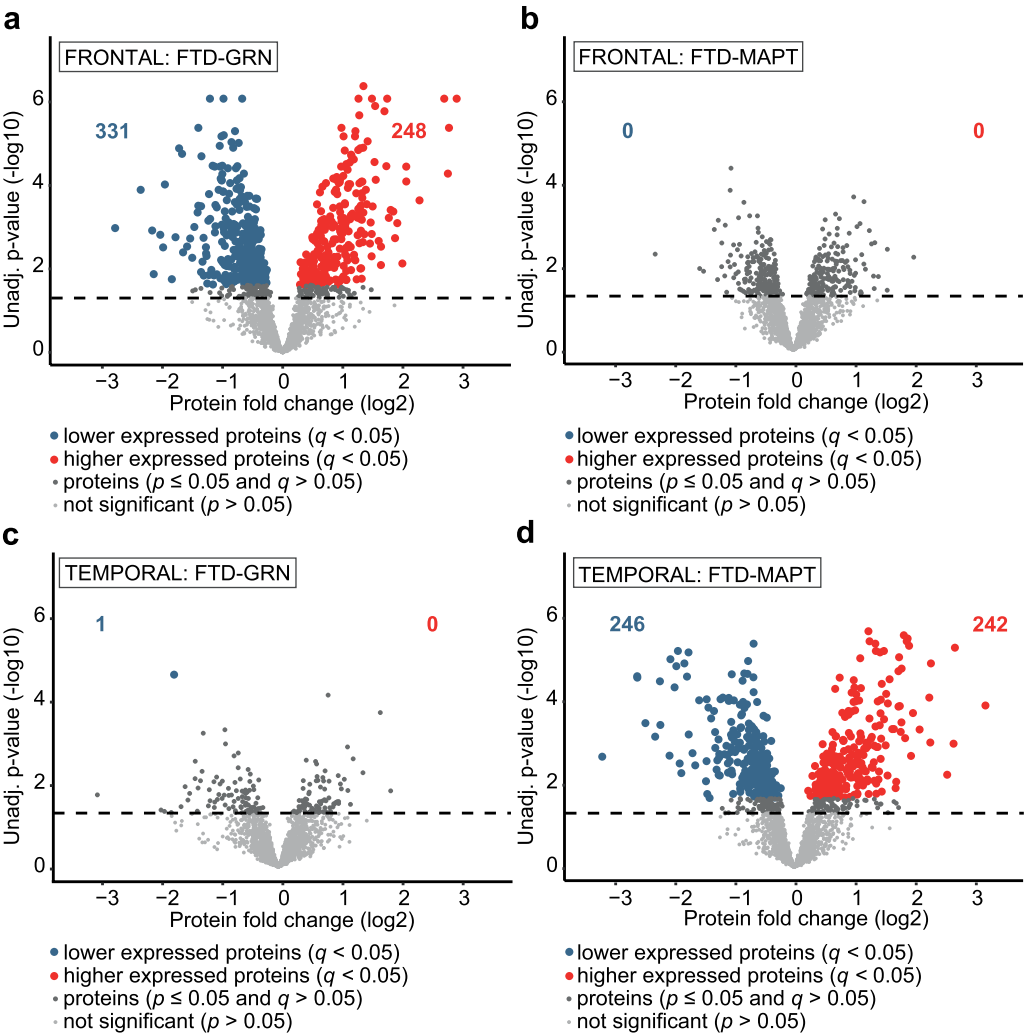 a
FRONTAL: FTD-GRN
331
248
Unadj. p-value (-log10)
6
4
2
0
−3 −2 −1 0 1 2 3
Protein fold change (log2)
lower expressed proteins (q < 0.05)
higher expressed proteins (q < 0.05)
proteins (p ≤ 0.05 and q > 0.05)
not significant (p > 0.05)
b
FRONTAL: FTD-MAPT
0
0
Unadj. p-value (-log10)
6
4
2
0
−3 −2 −1 0 1 2 3
Protein fold change (log2)
lower expressed proteins (q < 0.05)
higher expressed proteins (q < 0.05)
proteins (p ≤ 0.05 and q > 0.05)
not significant (p > 0.05)
c
TEMPORAL: FTD-GRN
1
0
Unadj. p-value (-log10)
6
4
2
0
−3 −2 −1 0 1 2 3
Protein fold change (log2)
lower expressed proteins (q < 0.05)
higher expressed proteins (q < 0.05)
proteins (p ≤ 0.05 and q > 0.05)
not significant (p > 0.05)
d
TEMPORAL: FTD-MAPT
246
242
Unadj. p-value (-log10)
6
4
2
0
−3 −2 −1 0 1 2 3
Protein fold change (log2)
lower expressed proteins (q < 0.05)
higher expressed proteins (q < 0.05)
proteins (p ≤ 0.05 and q > 0.05)
not significant (p > 0.05)